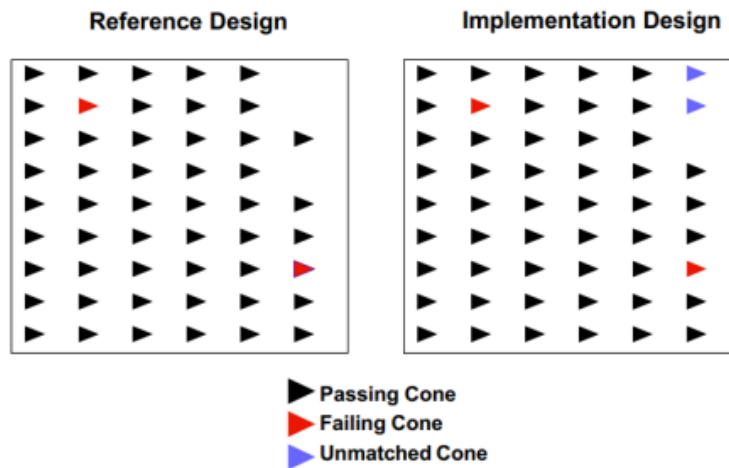 Reference Design
Implementation Design
Passing Cone
Failing Cone
Unmatched Cone